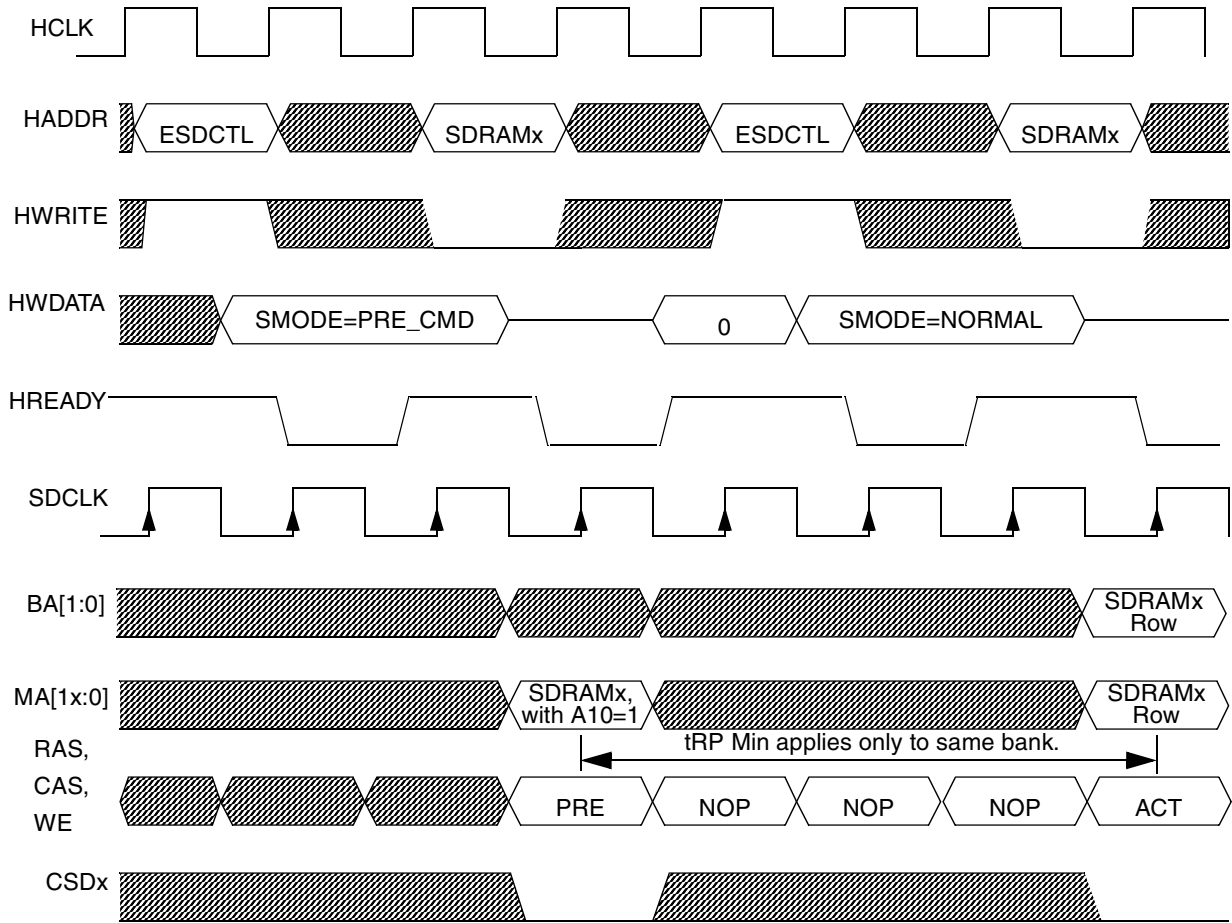 HCLK
HADDR
ESDCTL
SDRAMx
ESDCTL
SDRAMx
HWRITE
HWDATA
SMODE=PRE_CMD
0
SMODE=NORMAL
HREADY
SDCLK
BA[1:0]
SDRAMx
Row
MA[1x:0]
SDRAMx,
with A10=1
SDRAMx
Row
tRP Min applies only to same bank.
RAS,
CAS,
WE
PRE
NOP
NOP
NOP
ACT
CSDx